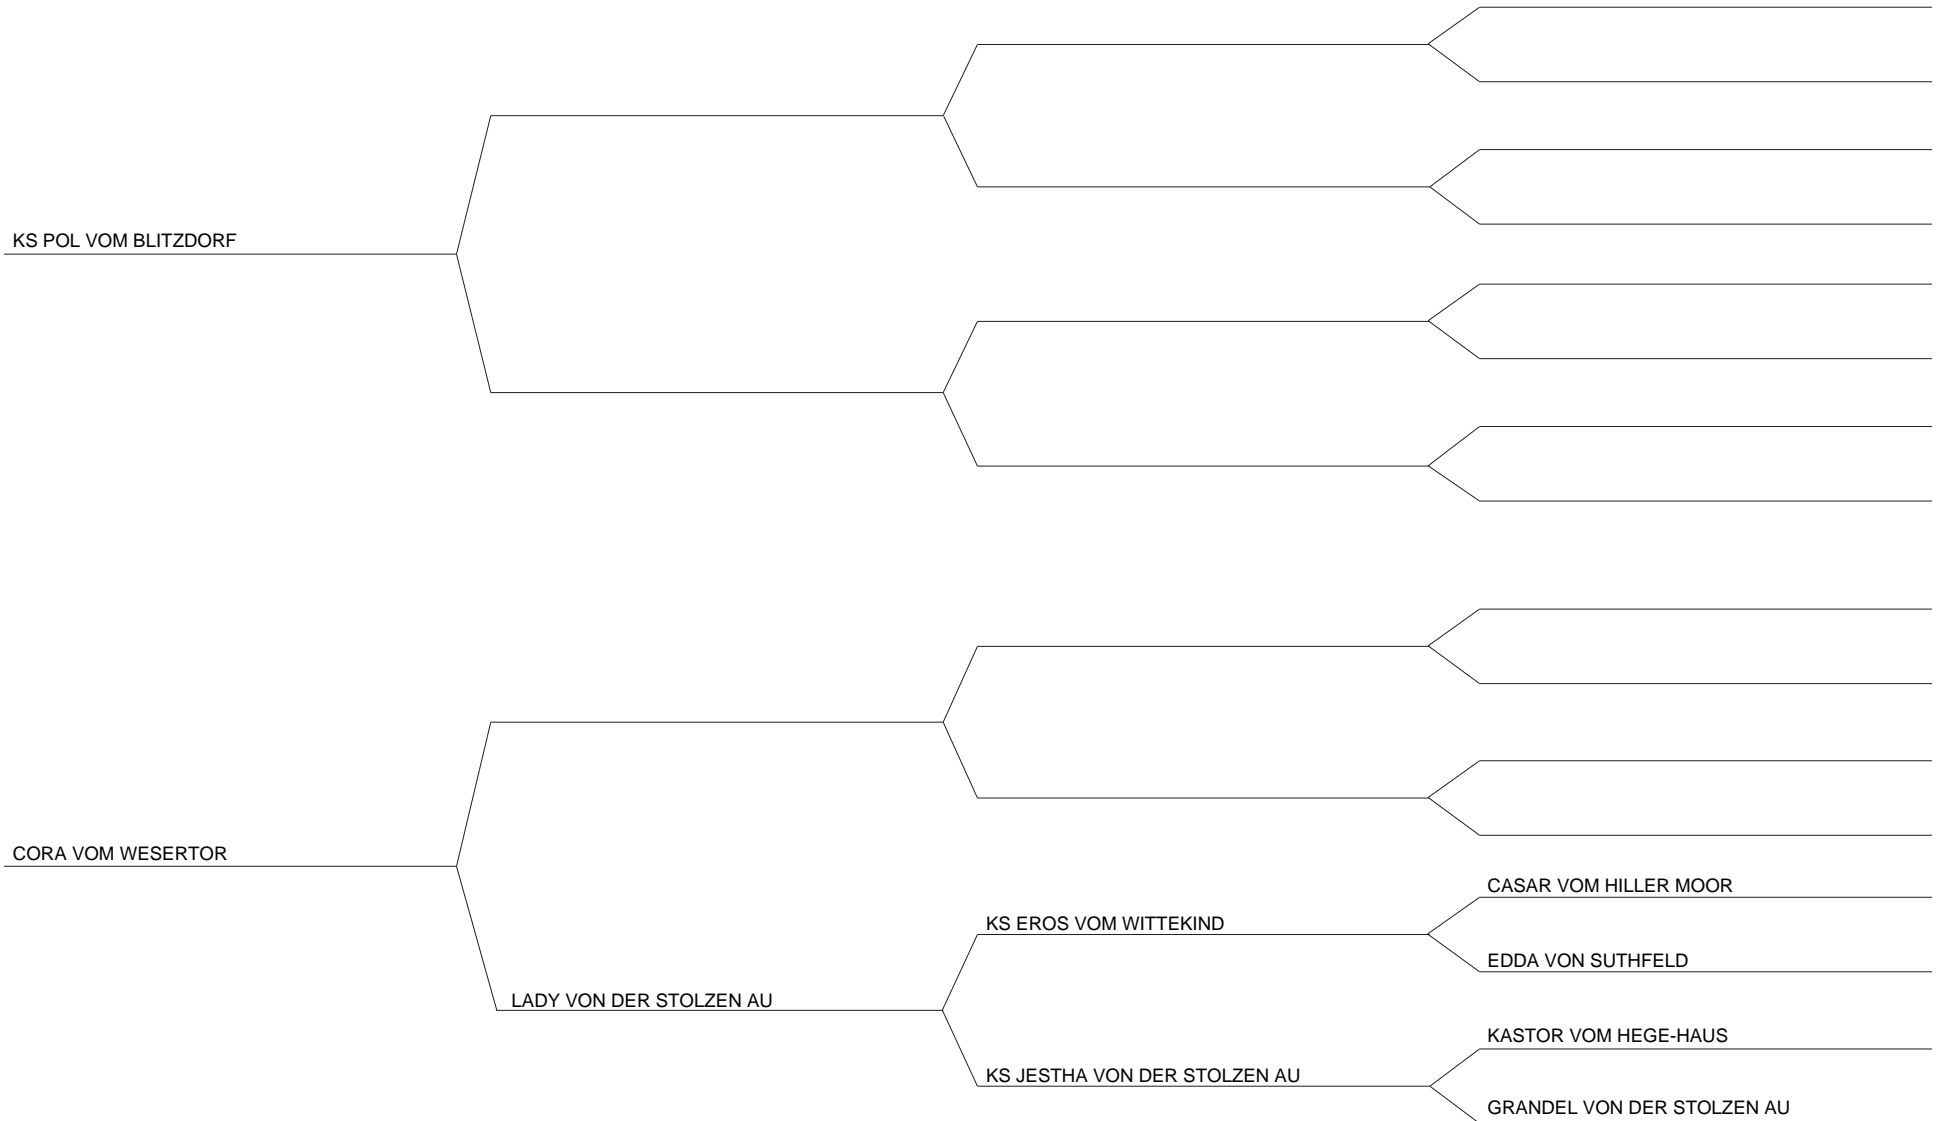 KS POL VOM BLITZDORF
CORA VOM WESERTOR
CASAR VOM HILLER MOOR
KS EROS VOM WITTEKIND
EDDA VON SUTHFELD
LADY VON DER STOLZEN AU
KASTOR VOM HEGE-HAUS
KS JESTHA VON DER STOLZEN AU
GRANDEL VON DER STOLZEN AU